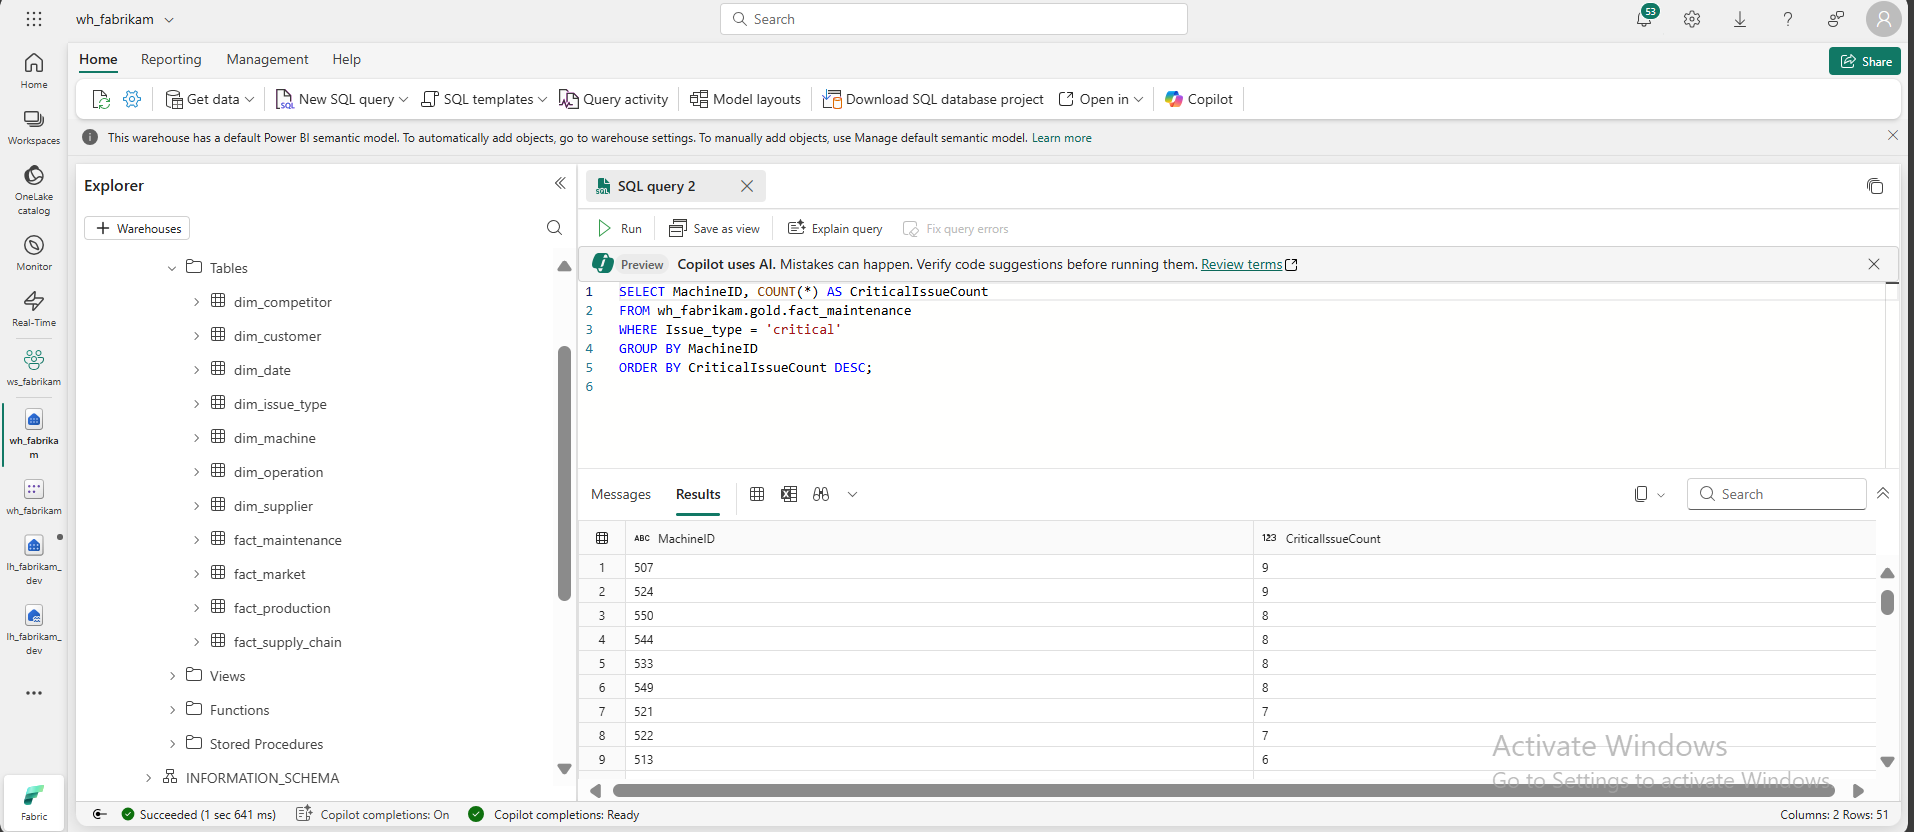 wh_fabrikam
Search
53
Home
Workspaces
OneLake
catalog
Monitor
Real-Time
ws_fabrikam
wh_fabrika
m
wh_fabrikam
lh_fabrikam_
dev
lh_fabrikam_
dev
Fabric
Home Reporting Management Help
Share
Get data New SQL query SQL templates Query activity Model layouts Download SQL database project Open in Copilot
This warehouse has a default Power BI semantic model. To automatically add objects, go to warehouse settings. To manually add objects, use Manage default semantic model. Learn more
Explorer
+ Warehouses
Tables
dim_competitor
dim_customer
dim_date
dim_issue_type
dim_machine
dim_operation
dim_supplier
fact_maintenance
fact_market
fact_production
fact_supply_chain
Views
Functions
Stored Procedures
INFORMATION_SCHEMA
SQL query 2
Run Save as view Explain query Fix query errors
Preview Copilot uses AI. Mistakes can happen. Verify code suggestions before running them. Review terms
1 SELECT MachineID, COUNT(*) AS CriticalIssueCount
2 FROM wh_fabrikam.gold.fact_maintenance
3 WHERE Issue_type = 'critical'
4 GROUP BY MachineID
5 ORDER BY CriticalIssueCount DESC;
6
Messages Results
Search
ABC MachineID 123 CriticalIssueCount
1 507 9
2 524 9
3 550 8
4 544 8
5 533 8
6 549 8
7 521 7
8 522 7
9 513 6
Activate Windows
Go to Settings to activate Windows.
Succeeded (1 sec 641 ms) Copilot completions: On Copilot completions: Ready Columns: 2 Rows: 51